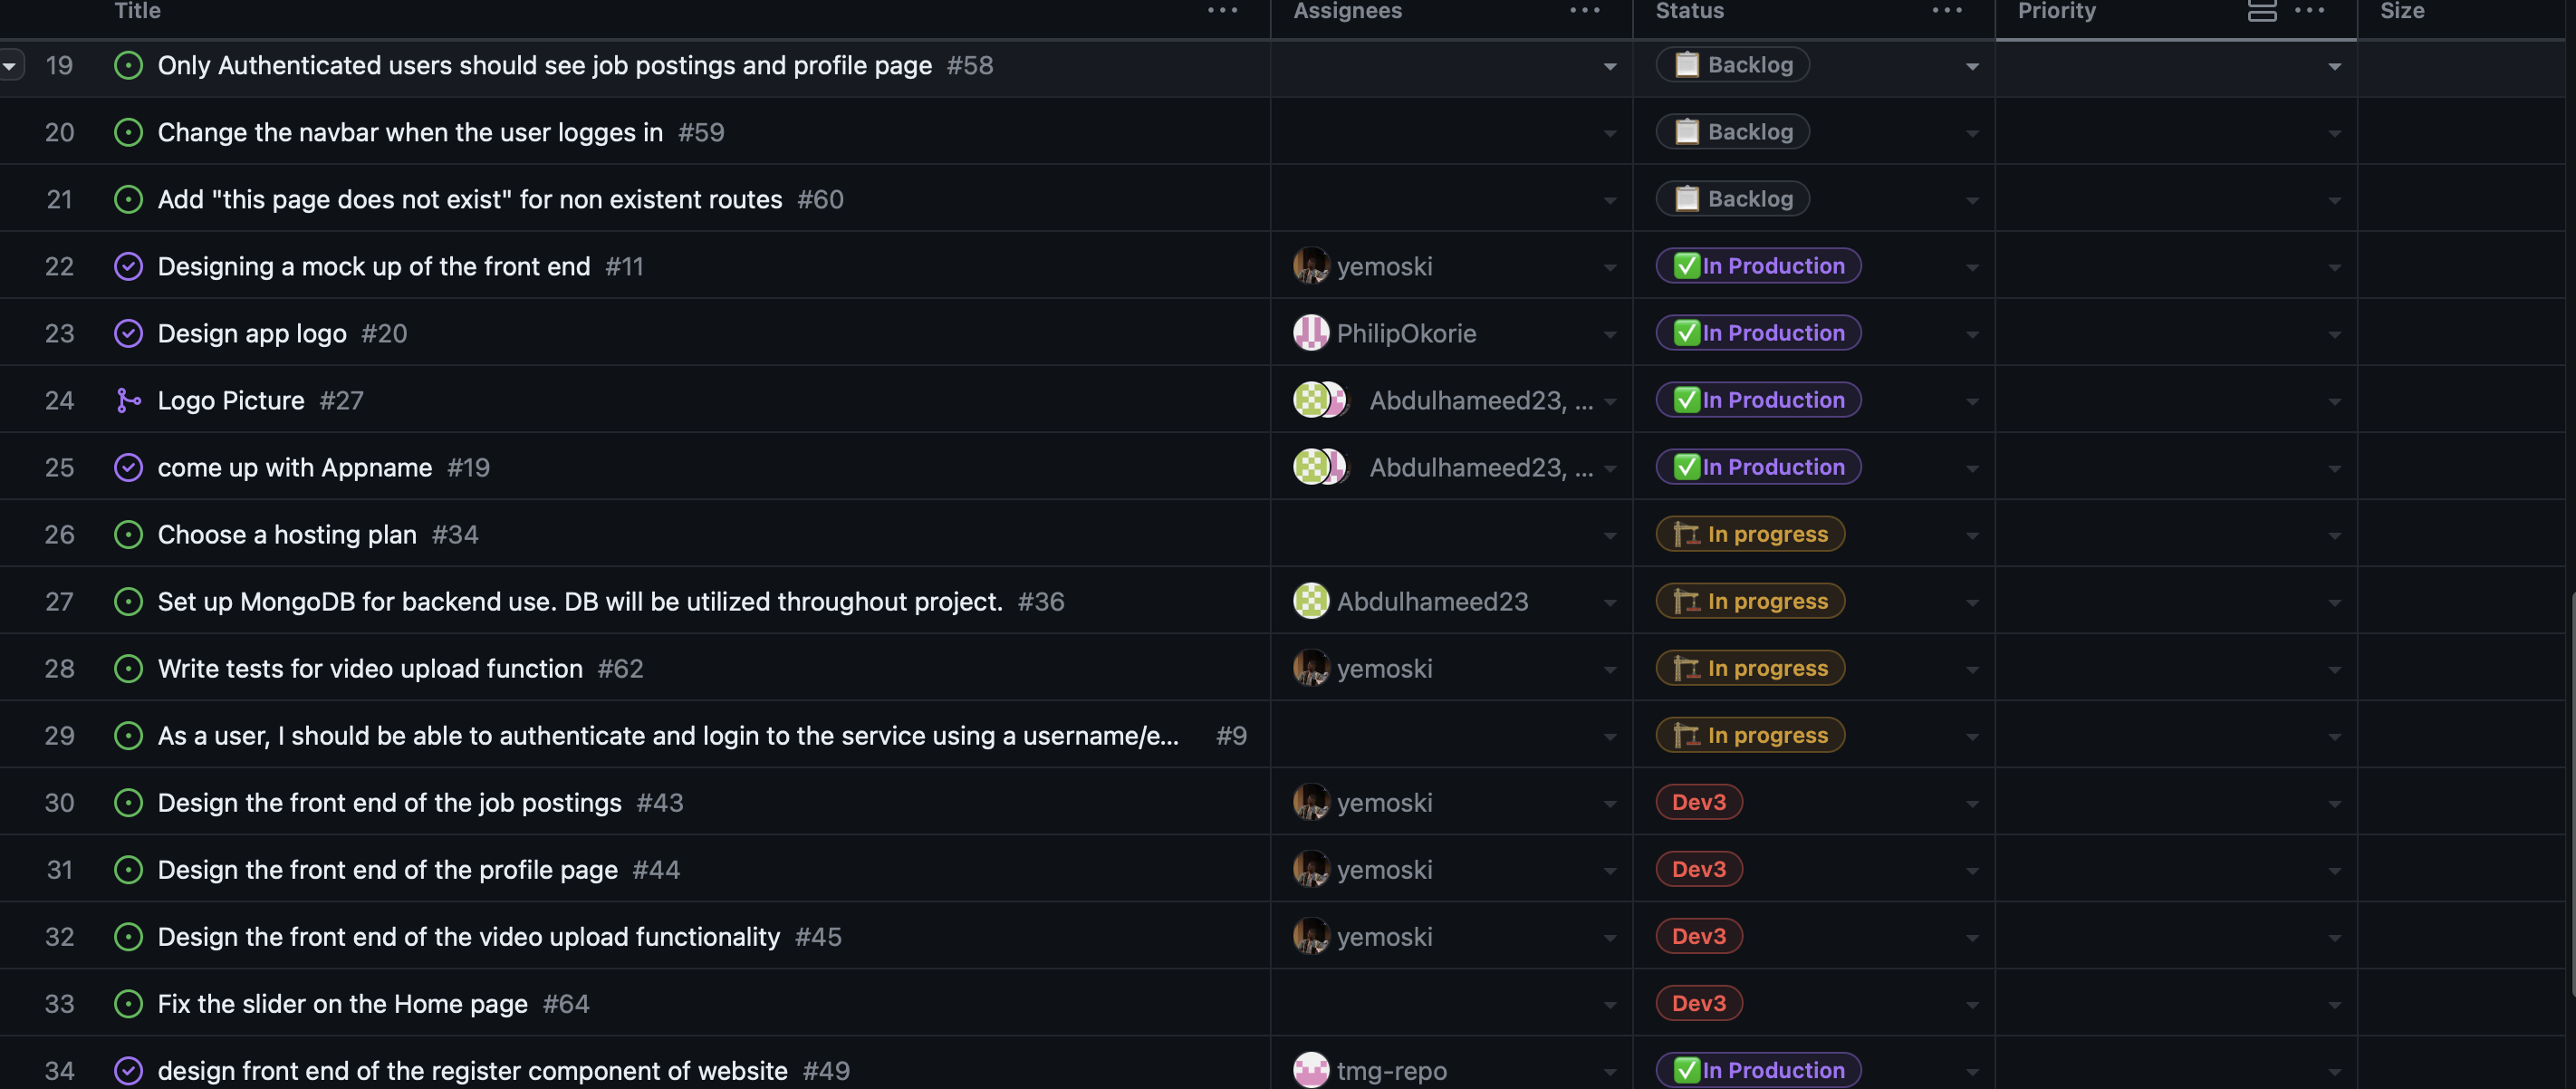 Title ... Assignees ... Status ... Priority ... Size
19 Only Authenticated users should see job postings and profile page #58 Backlog
20 Change the navbar when the user logges in #59 Backlog
21 Add "this page does not exist" for non existent routes #60 Backlog
22 Designing a mock up of the front end #11 yemoski In Production
23 Design app logo #20 PhilipOkorie In Production
24 Logo Picture #27 Abdulhameed23, ... In Production
25 come up with Appname #19 Abdulhameed23, ... In Production
26 Choose a hosting plan #34 In progress
27 Set up MongoDB for backend use. DB will be utilized throughout project. #36 Abdulhameed23 In progress
28 Write tests for video upload function #62 yemoski In progress
29 As a user, I should be able to authenticate and login to the service using a username/e... #9 In progress
30 Design the front end of the job postings #43 yemoski Dev3
31 Design the front end of the profile page #44 yemoski Dev3
32 Design the front end of the video upload functionality #45 yemoski Dev3
33 Fix the slider on the Home page #64 Dev3
34 design front end of the register component of website #49 tmg-repo In Production